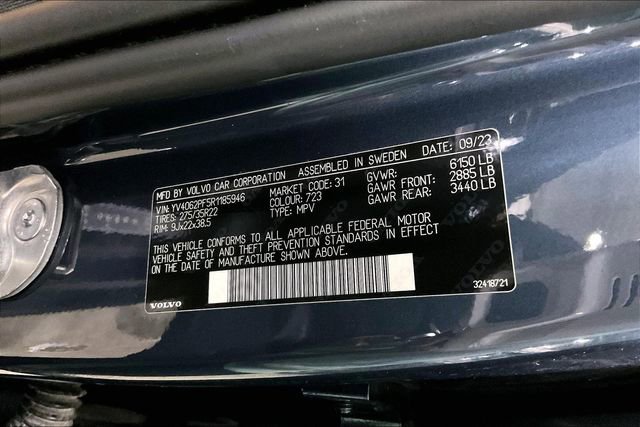 MFD BY VOLVO CAR CORPORATION ASSEMBLED IN SWEDEN DATE: 09/23
VIN: YV4062PF5R1185946 MARKET CODE: 31 GVWR: 6150 LB
TIRES: 275/35R22 COLOUR: 723 GAWR FRONT: 2885 LB
RIM: 9Jx22x38.5 TYPE: MPV GAWR REAR: 3440 LB
THIS VEHICLE CONFORMS TO ALL APPLICABLE FEDERAL MOTOR
VEHICLE SAFETY AND THEFT PREVENTION STANDARDS IN EFFECT
ON THE DATE OF MANUFACTURE SHOWN ABOVE.
VOLVO 32418721